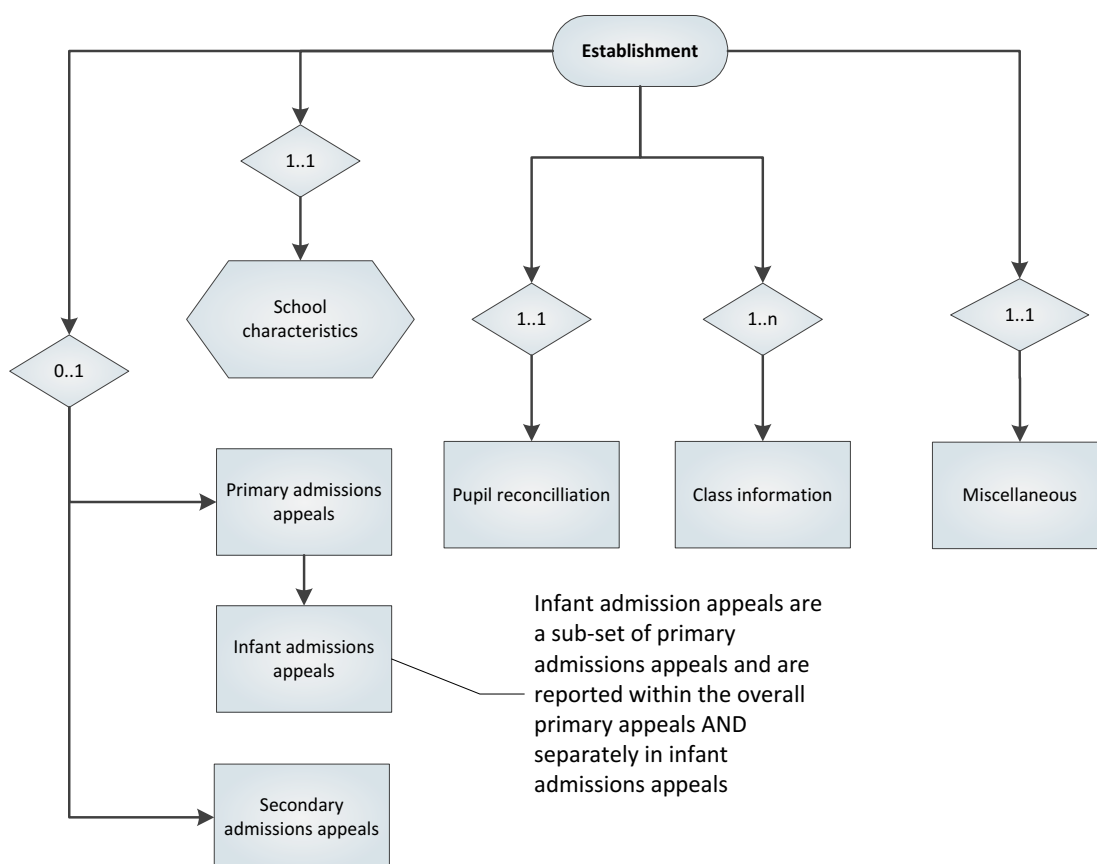 Establishment
1..1
School
characteristics
1..1
1..n
1..1
0..1
Primary admissions
appeals
Pupil reconcilliation
Class information
Miscellaneous
Infant admissions
appeals
Infant admission appeals are
a sub-set of primary
admissions appeals and are
reported within the overall
primary appeals AND
separately in infant
admissions appeals
Secondary
admissions appeals